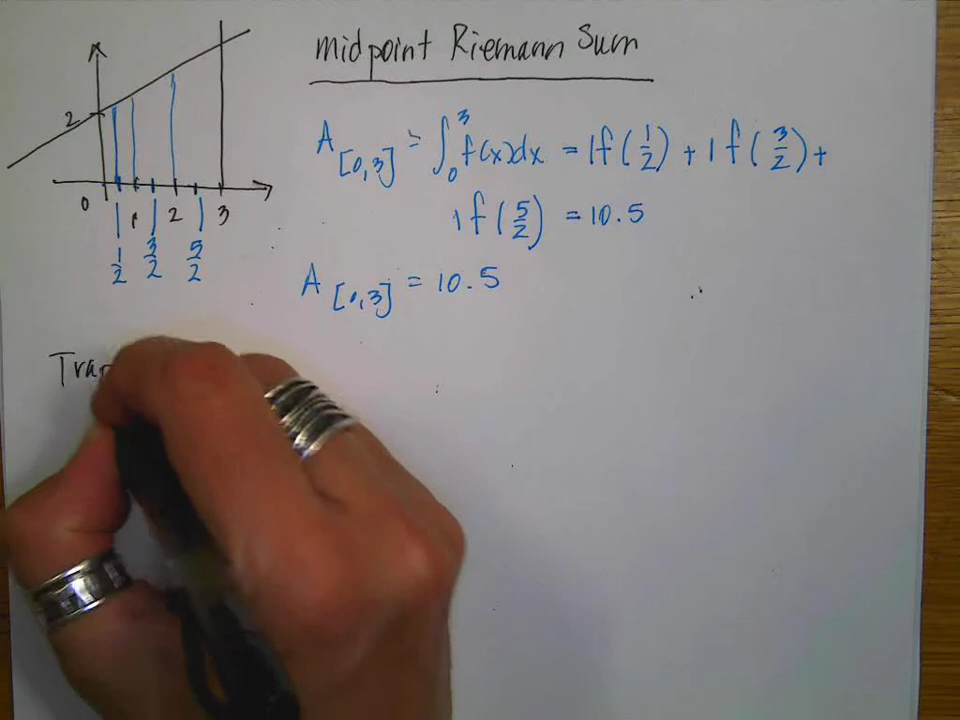 midpoint Riemann Sum
2
A[0,3] = ∫₀³ f(x)dx = 1f(1/2) + 1f(3/2) +
1f(5/2) = 10.5
0 1 2 3
1/2 3/2 5/2
A[0,3] = 10.5